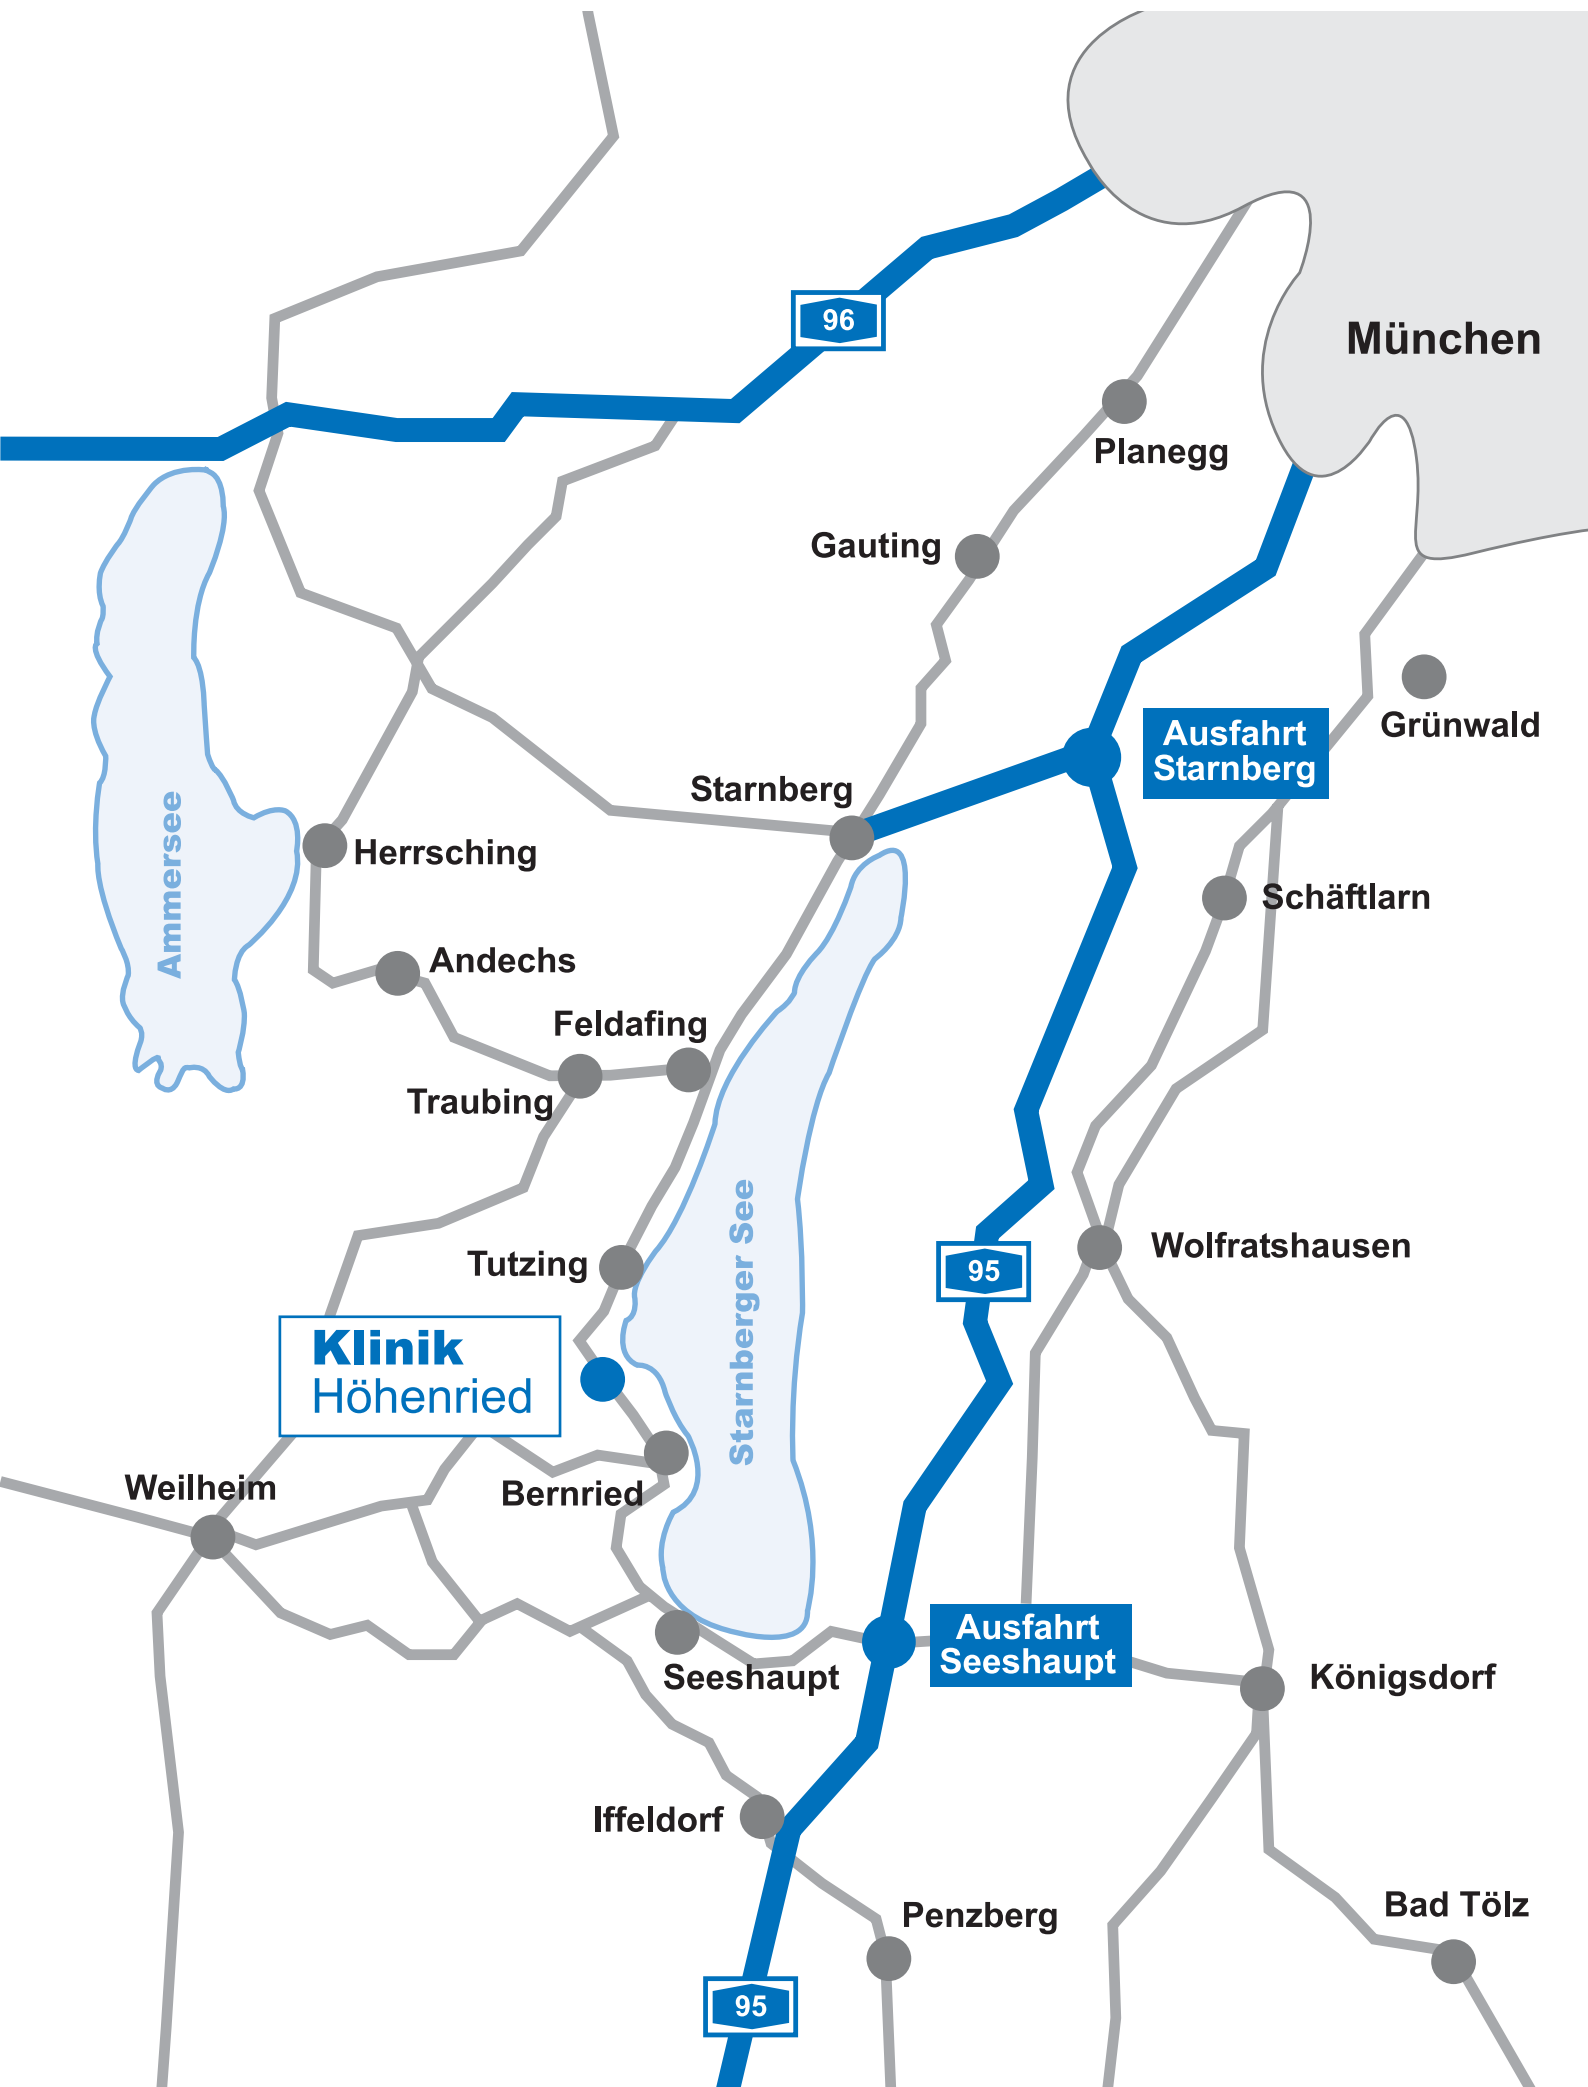 96
München
Planegg
Gauting
Grünwald
Ausfahrt
Starnberg
Starnberg
Herrsching
Ammersee
Schäftlarn
Andechs
Feldafing
Traubing
Starnberger See
Tutzing
Wolfratshausen
95
Klinik
Höhenried
Weilheim
Bernried
Ausfahrt
Seeshaupt
Seeshaupt
Königsdorf
Iffeldorf
Penzberg
Bad Tölz
95